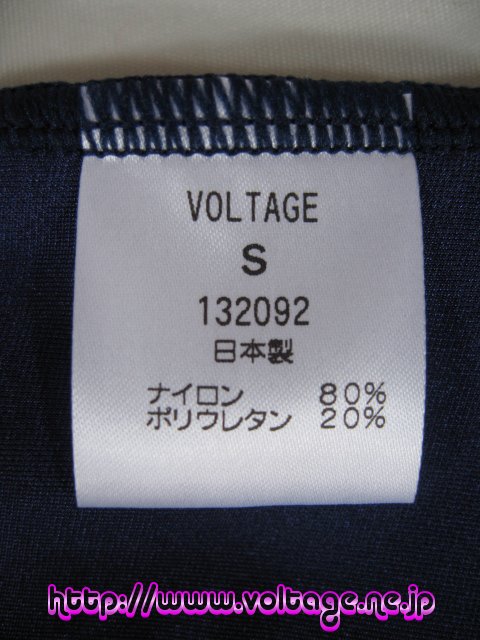 VOLTAGE
S
132092
日本製
ナイロン 80%
ポリウレタン 20%
http://www.voltage.ne.jp